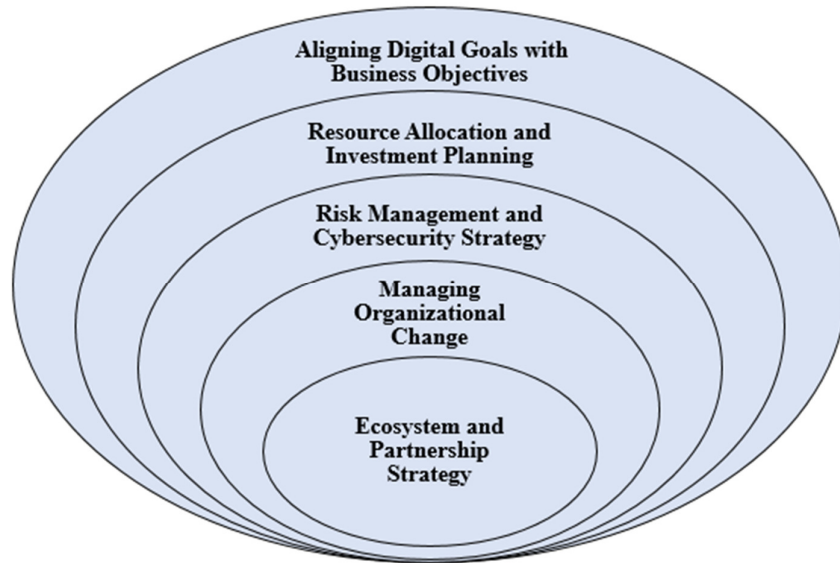 Aligning Digital Goals with
Business Objectives
Resource Allocation and
Investment Planning
Risk Management and
Cybersecurity Strategy
Managing
Organizational
Change
Ecosystem and
Partnership
Strategy